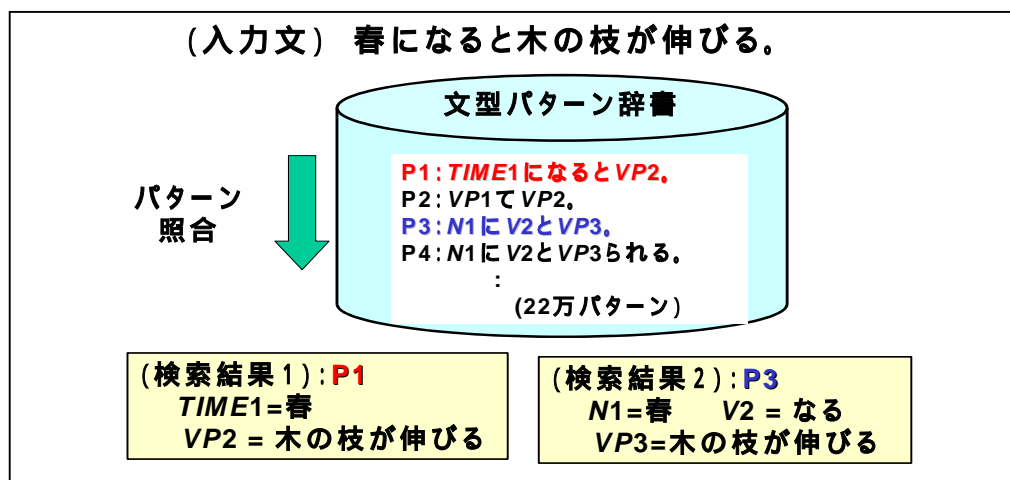 (入力文) 春になると木の枝が伸びる。
文型パターン辞書
パターン
照合
P1:TIME1になるとVP2。
P2:VP1てVP2。
P3:N1にV2とVP3。
P4:N1にV2とVP3られる。
:
(22万パターン)
(検索結果1):P1
TIME1=春
VP2 = 木の枝が伸びる
(検索結果2):P3
N1=春 V2 = なる
VP3=木の枝が伸びる